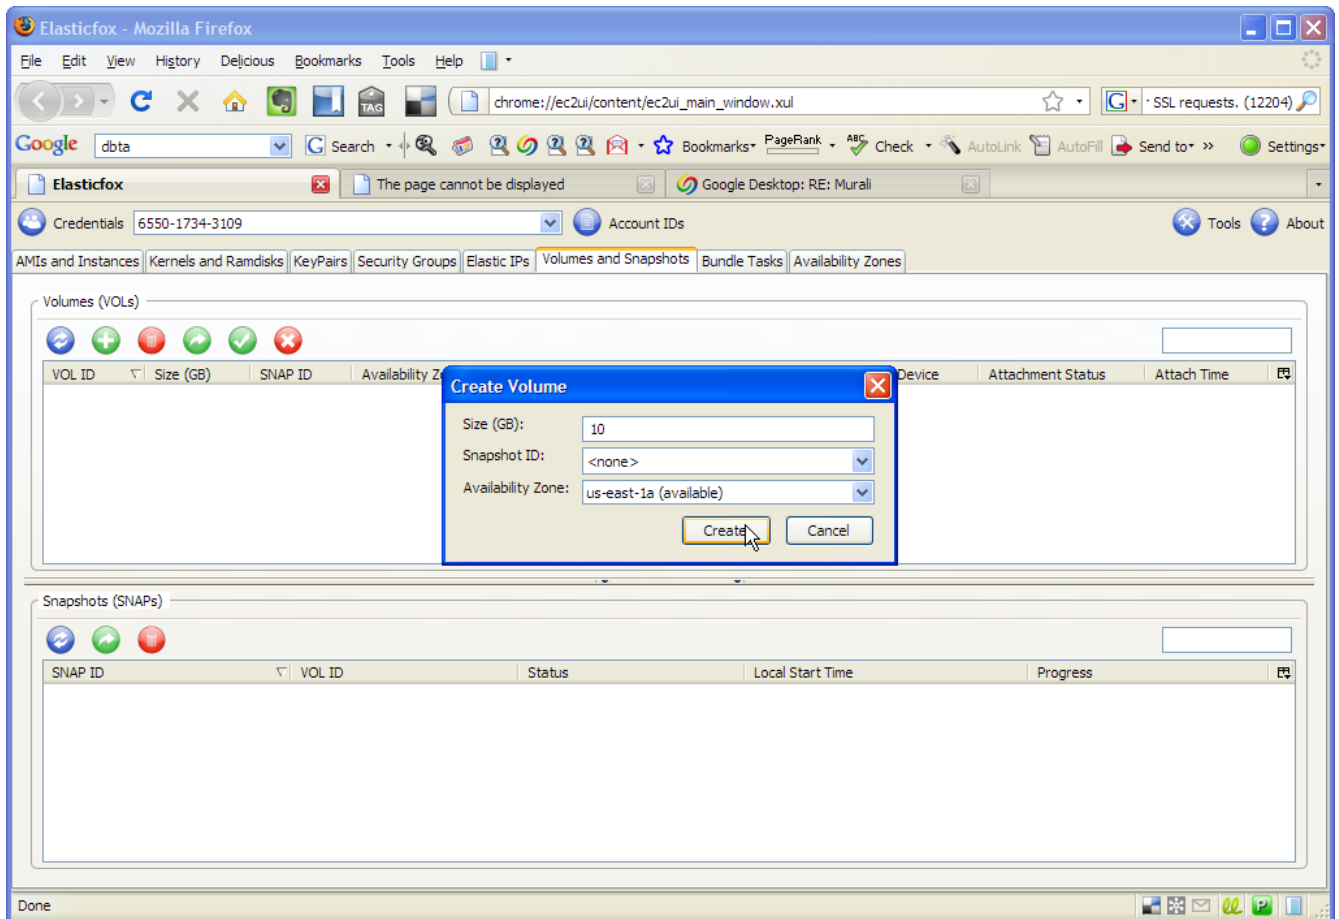 Elasticfox - Mozilla Firefox
File Edit View History Delicious Bookmarks Tools Help
TAG chrome://ec2ui/content/ec2ui_main_window.xul G SSL requests. (12204)
Google dbta G Search Bookmarks PageRank ABC Check AutoLink AutoFill Send to Settings
Elasticfox The page cannot be displayed Google Desktop: RE: Murali
Credentials 6550-1734-3109 Account IDs Tools ? About
AMIs and Instances Kernels and Ramdisks KeyPairs Security Groups Elastic IPs Volumes and Snapshots Bundle Tasks Availability Zones
Volumes (VOLs)
VOL ID Size (GB) SNAP ID Availability Device Attachment Status Attach Time
Create Volume
Size (GB): 10
Snapshot ID: <none>
Availability Zone: us-east-1a (available)
Create Cancel
Snapshots (SNAPs)
SNAP ID VOL ID Status Local Start Time Progress
Done